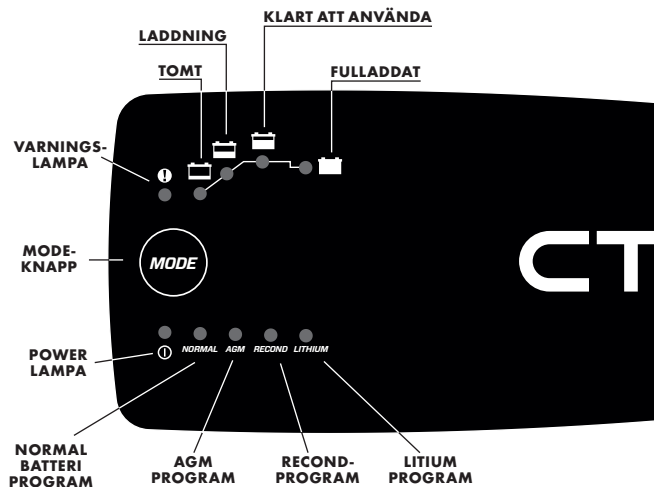 KLART ATT ANVÄNDA
LADDNING
TOMT
FULLADDAT
VARNINGS-
LAMPA
MODE-
KNAPP
MODE
CT
POWER
LAMPA
NORMAL
AGM
RECOND
LITHIUM
NORMAL
BATTERI
PROGRAM
AGM
PROGRAM
RECOND-
PROGRAM
LITIUM
PROGRAM